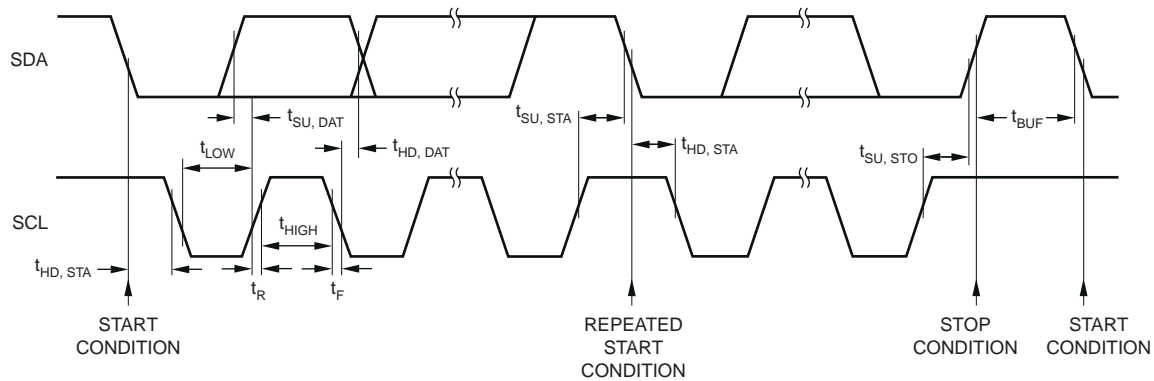 SDA
tSU, DAT
tSU, STA
tBUF
tLOW
tHD, DAT
tHD, STA
tSU, STO
SCL
tHIGH
tHD, STA
tR
tF
START
CONDITION
REPEATED
START
CONDITION
STOP
CONDITION
START
CONDITION